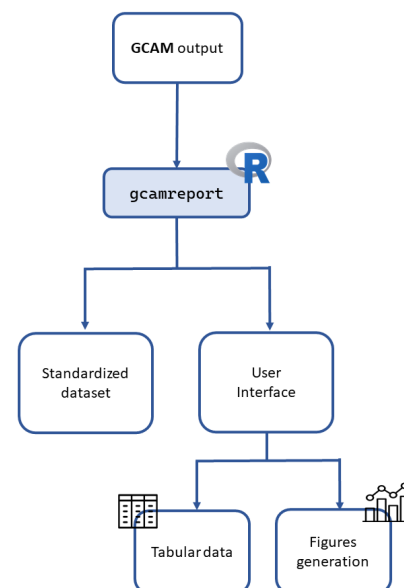 GCAM output
R
gcamreport
Standardized
dataset
User
Interface
Tabular data
Figures
generation